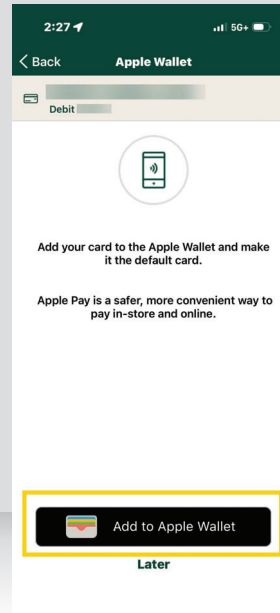 2:27
5G+
Back
Apple Wallet
Debit
Add your card to the Apple Wallet and make
it the default card.
Apple Pay is a safer, more convenient way to
pay in-store and online.
Add to Apple Wallet
Later